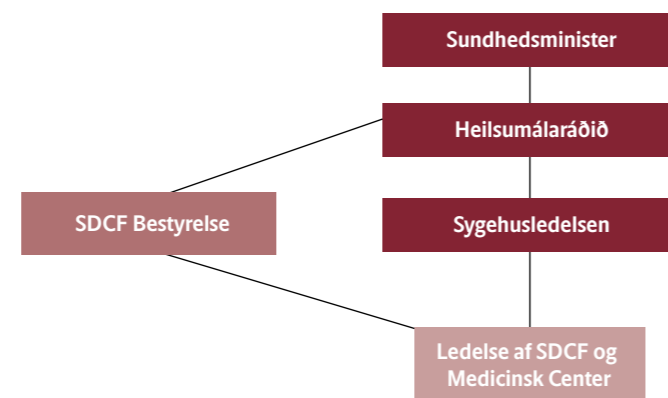 Sundhedsminister
Heilsumálaráðið
SDCF Bestyrelse
Sygehusledelsen
Ledelse af SDCF og
Medicinsk Center